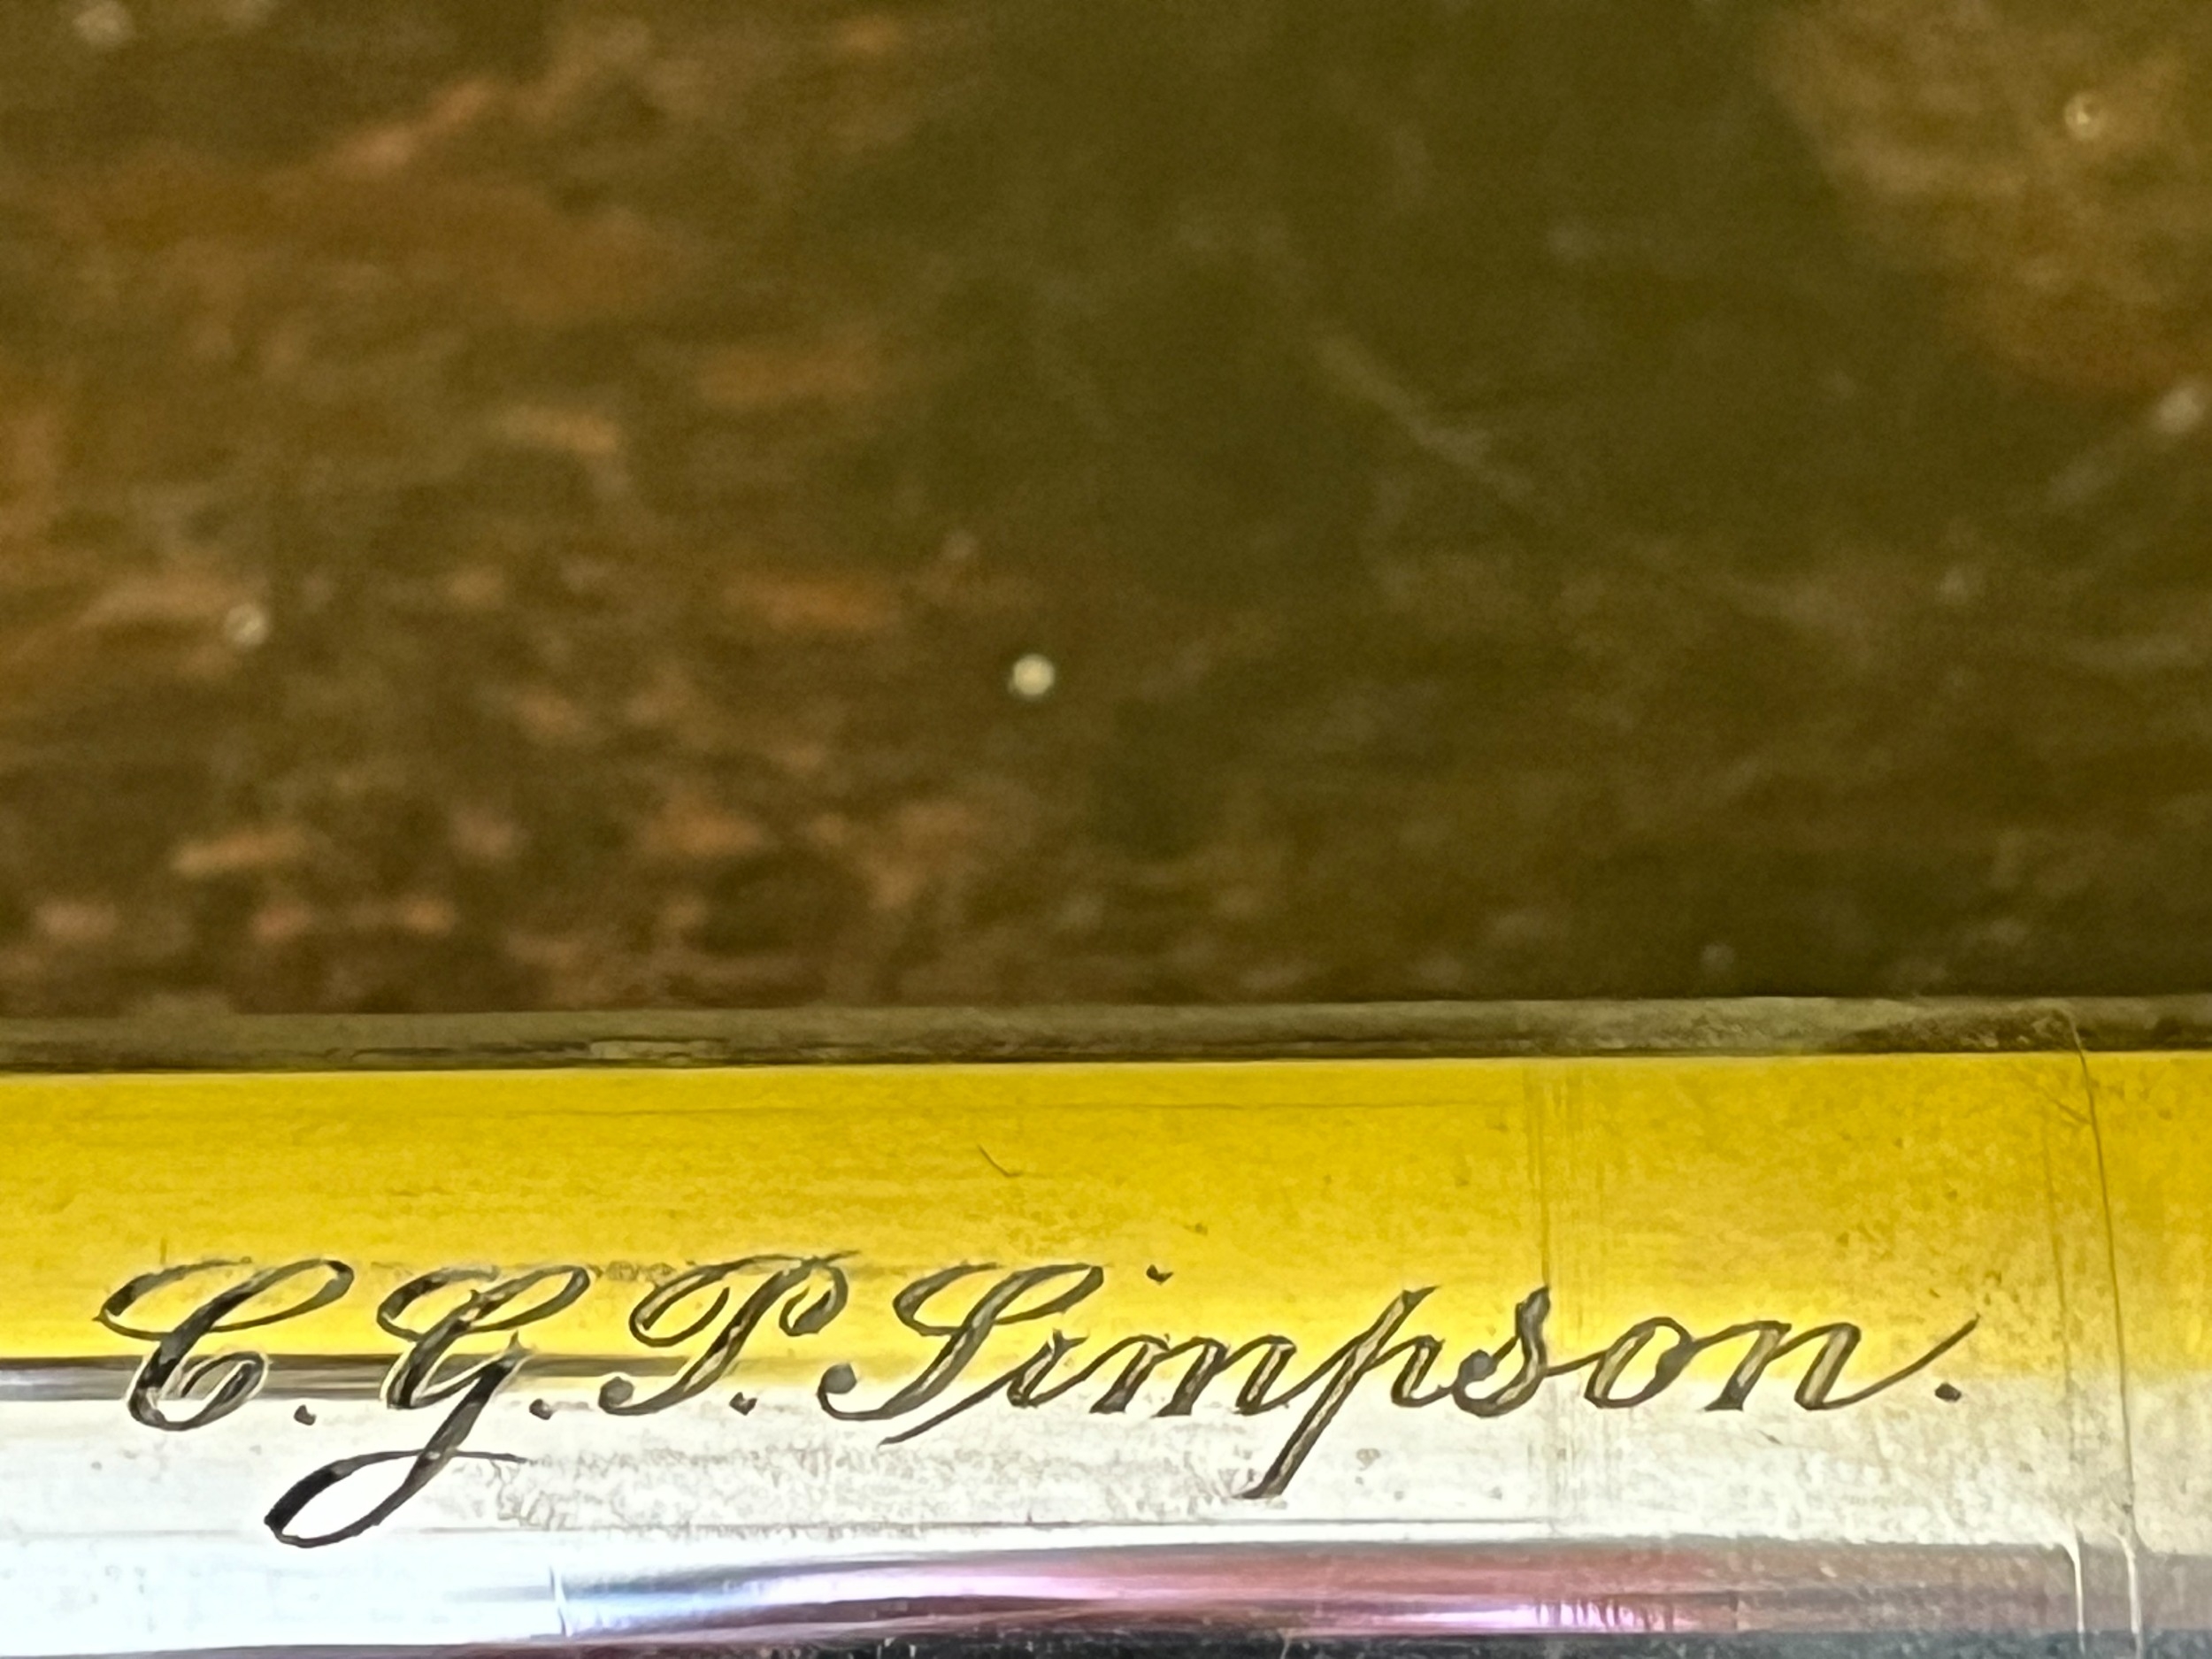 C. G. P. Simpson.